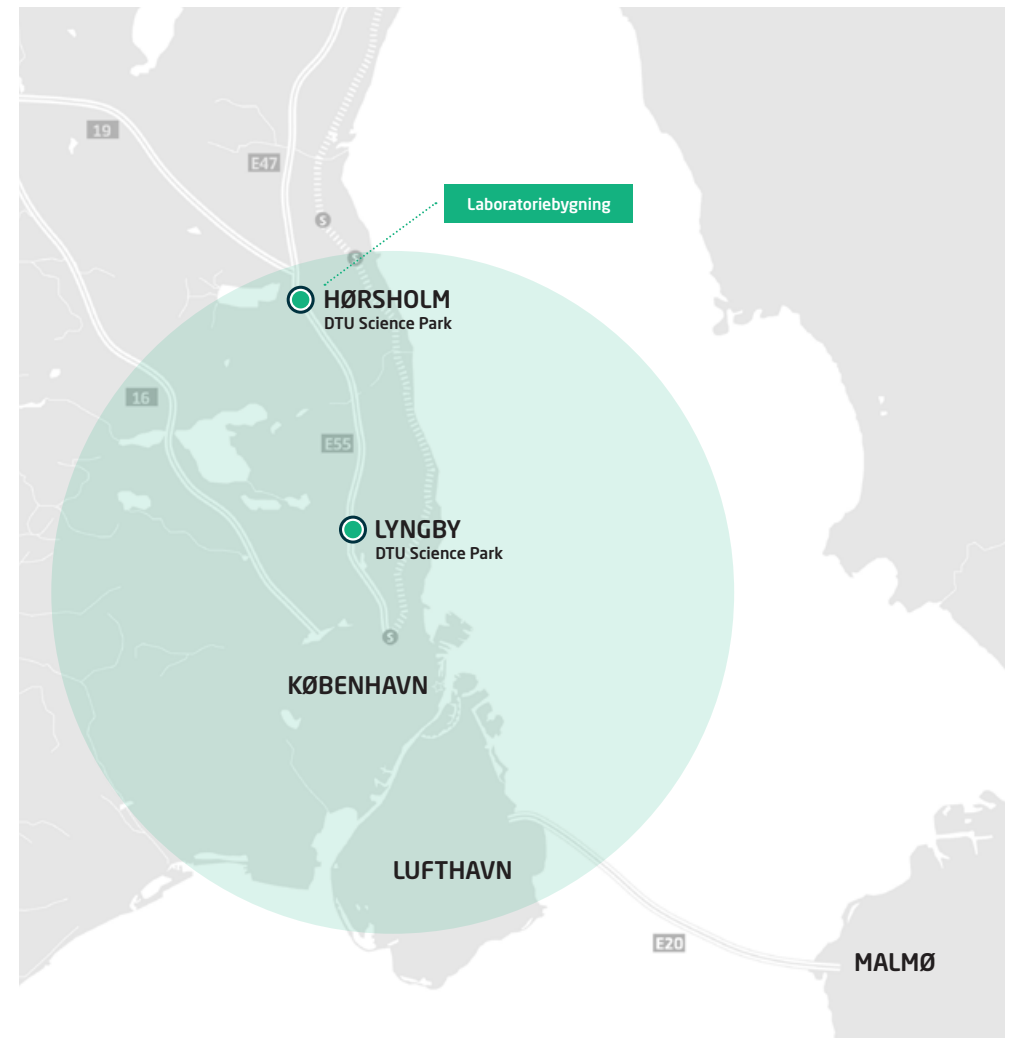 19
E47
Laboratoriebygning
S
S
HØRSHOLM
DTU Science Park
16
E55
LYNGBY
DTU Science Park
S
KØBENHAVN
LUFTHAVN
E20
MALMØ